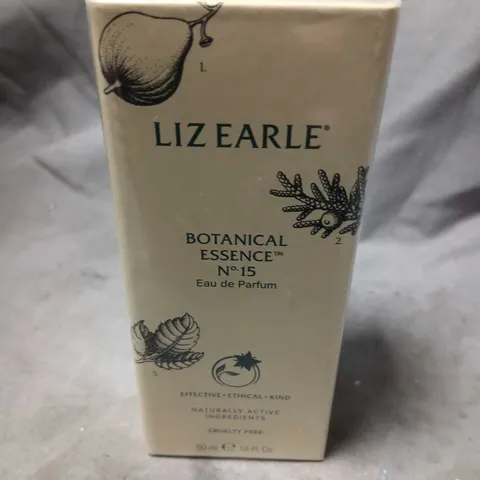 1.
LIZ EARLE®
2.
BOTANICAL
ESSENCE™
Nº 15
Eau de Parfum
3.
EFFECTIVE • ETHICAL • KIND
NATURALLY ACTIVE
INGREDIENTS
CRUELTY FREE
50 ml ℮ 1.6 Fl. Oz.